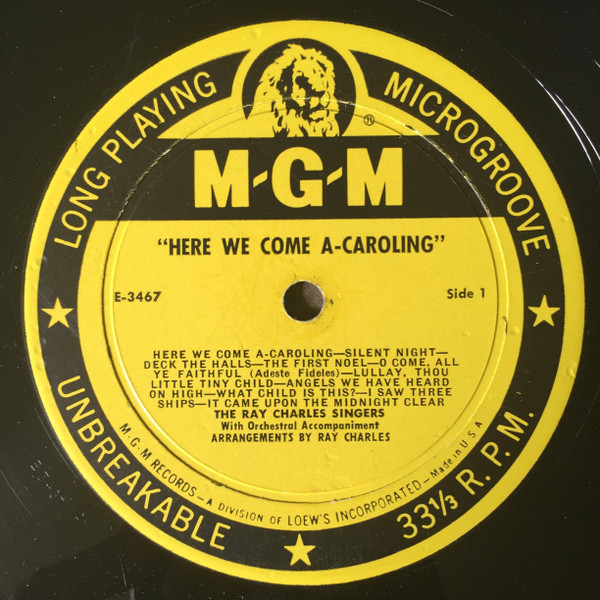 LONG PLAYING
MICROGROOVE
®
M-G-M
"HERE WE COME A-CAROLING"
E-3467
Side 1
HERE WE COME A-CAROLING—SILENT NIGHT—
DECK THE HALLS—THE FIRST NOEL—O COME, ALL
YE FAITHFUL (Adeste Fideles)—LULLAY, THOU
LITTLE TINY CHILD—ANGELS WE HAVE HEARD
ON HIGH—WHAT CHILD IS THIS?—I SAW THREE
SHIPS—IT CAME UPON THE MIDNIGHT CLEAR
THE RAY CHARLES SINGERS
With Orchestral Accompaniment
ARRANGEMENTS BY RAY CHARLES
M-G-M RECORDS—A DIVISION OF LOEW'S INCORPORATED—Made in U S A
UNBREAKABLE
33⅓ R. P. M.